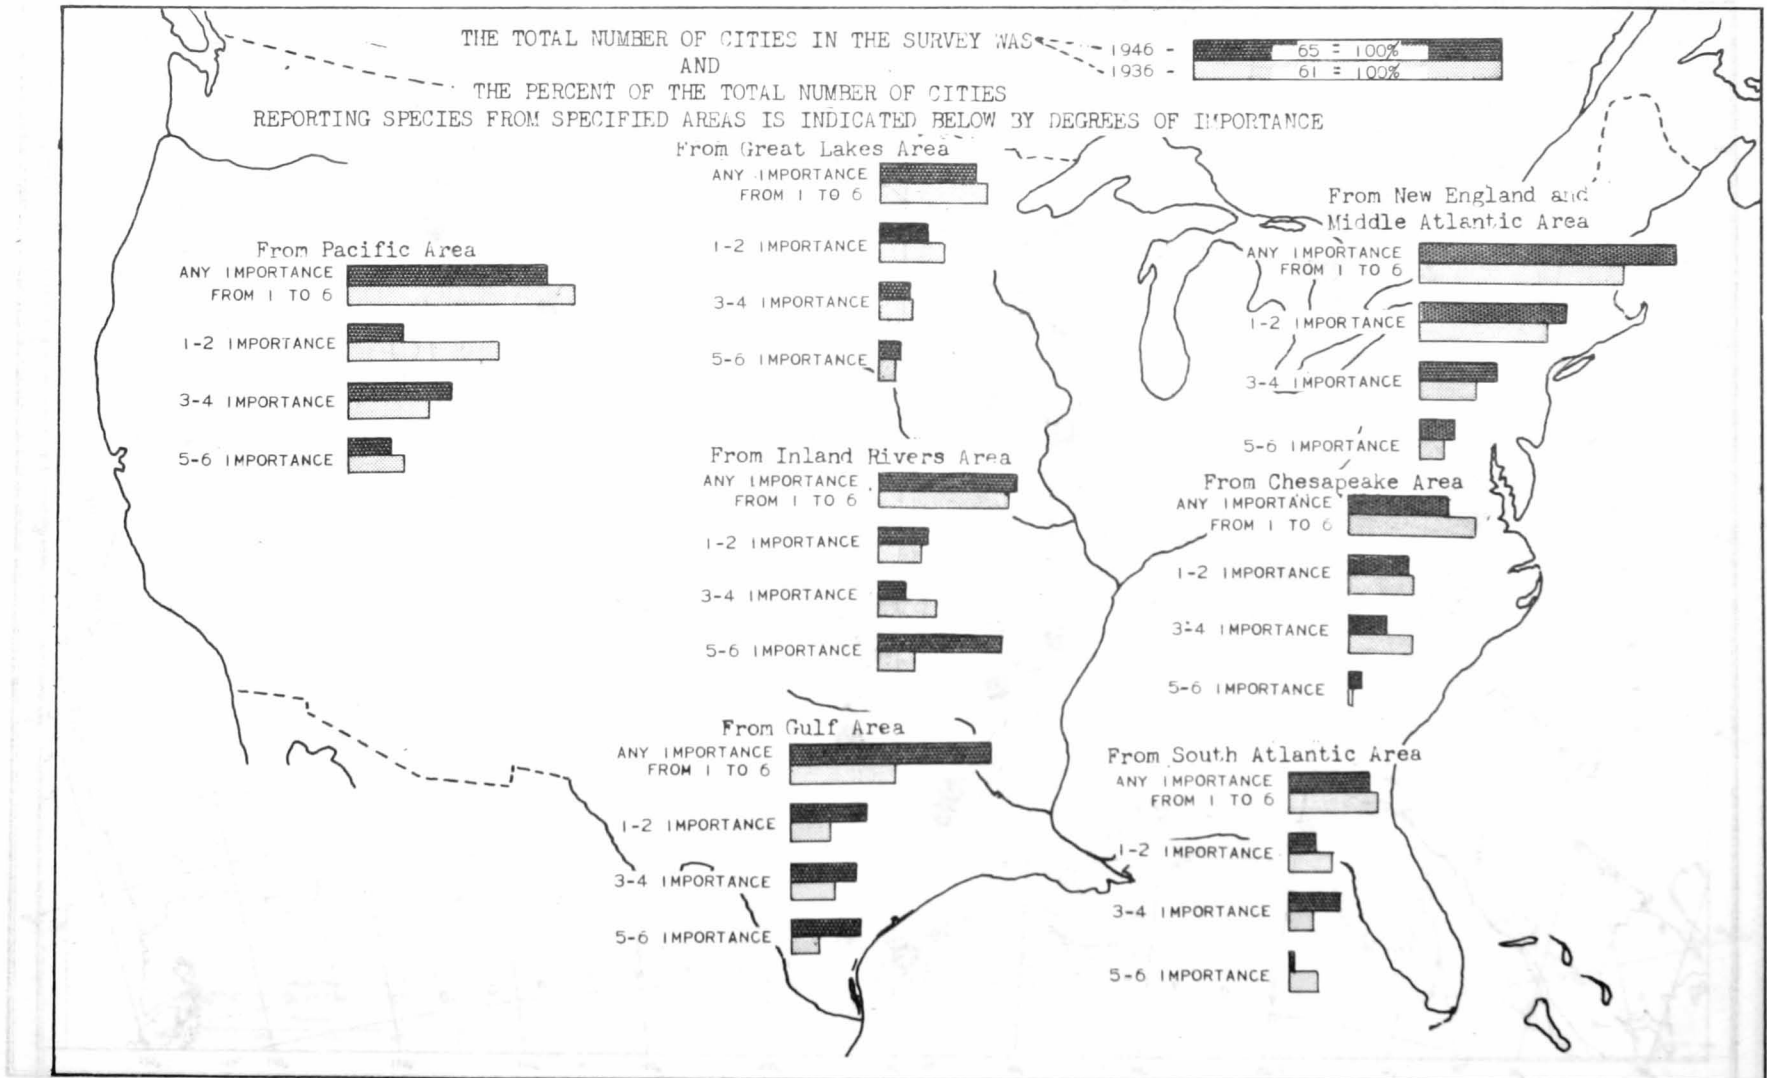 THE TOTAL NUMBER OF CITIES IN THE SURVEY WAS
1946 - 65 = 100%
1936 - 61 = 100%
AND
THE PERCENT OF THE TOTAL NUMBER OF CITIES
REPORTING SPECIES FROM SPECIFIED AREAS IS INDICATED BELOW BY DEGREES OF IMPORTANCE
From Great Lakes Area
ANY IMPORTANCE
FROM 1 TO 6
1-2 IMPORTANCE
3-4 IMPORTANCE
5-6 IMPORTANCE
From New England and
Middle Atlantic Area
ANY IMPORTANCE
FROM 1 TO 6
1-2 IMPORTANCE
3-4 IMPORTANCE
5-6 IMPORTANCE
From Pacific Area
ANY IMPORTANCE
FROM 1 TO 6
1-2 IMPORTANCE
3-4 IMPORTANCE
5-6 IMPORTANCE
From Inland Rivers Area
ANY IMPORTANCE
FROM 1 TO 6
1-2 IMPORTANCE
3-4 IMPORTANCE
5-6 IMPORTANCE
From Chesapeake Area
ANY IMPORTANCE
FROM 1 TO 6
1-2 IMPORTANCE
3-4 IMPORTANCE
5-6 IMPORTANCE
From Gulf Area
ANY IMPORTANCE
FROM 1 TO 6
1-2 IMPORTANCE
3-4 IMPORTANCE
5-6 IMPORTANCE
From South Atlantic Area
ANY IMPORTANCE
FROM 1 TO 6
1-2 IMPORTANCE
3-4 IMPORTANCE
5-6 IMPORTANCE